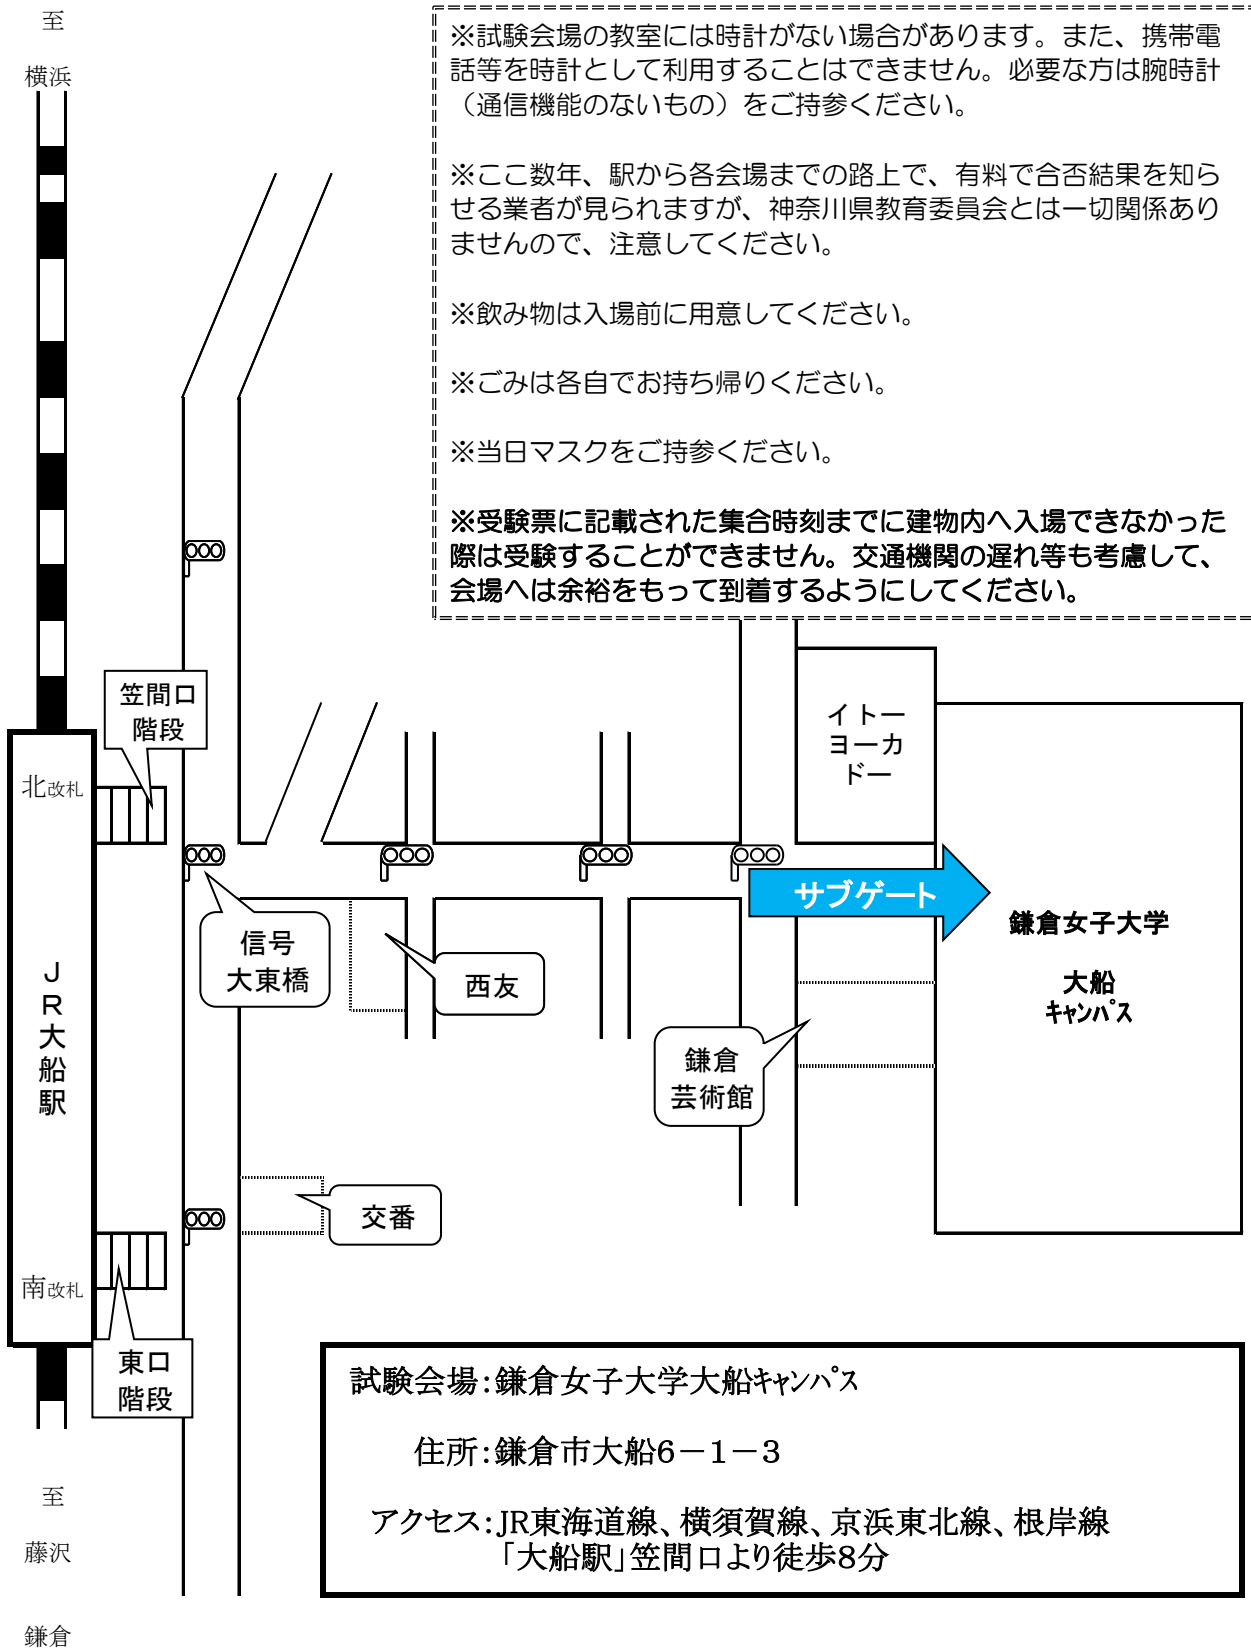 至
横浜
※試験会場の教室には時計がない場合があります。また、携帯電
話等を時計として利用することはできません。必要な方は腕時計
（通信機能のないもの）をご持参ください。
※ここ数年、駅から各会場までの路上で、有料で合否結果を知ら
せる業者が見られますが、神奈川県教育委員会とは一切関係あり
ませんので、注意してください。
※飲み物は入場前に用意してください。
※ごみは各自でお持ち帰りください。
※当日マスクをご持参ください。
※受験票に記載された集合時刻までに建物内へ入場できなかった
際は受験することができません。交通機関の遅れ等も考慮して、
会場へは余裕をもって到着するようにしてください。
笠間口
階段
イトー
ヨーカ
ドー
北改札
サブゲート
鎌倉女子大学
大船
キャンパス
信号
大東橋
西友
JR大船駅
鎌倉
芸術館
交番
南改札
東口
階段
試験会場：鎌倉女子大学大船キャンパス
住所：鎌倉市大船6－1－3
アクセス：JR東海道線、横須賀線、京浜東北線、根岸線
「大船駅」笠間口より徒歩8分
至
藤沢
鎌倉